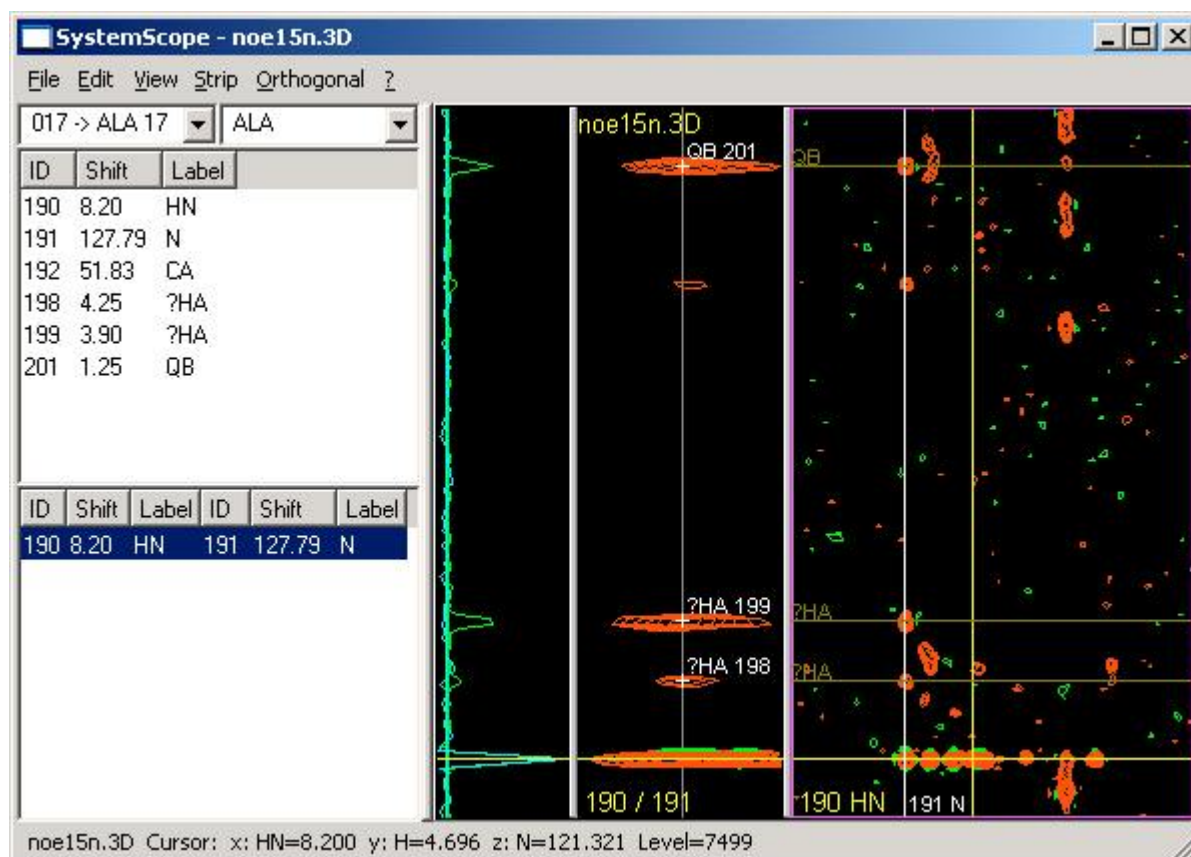 SystemScope - noe15n.3D
File Edit View Strip Orthogonal ?
017 -> ALA 17 ALA
ID Shift Label
190 8.20 HN
191 127.79 N
192 51.83 CA
198 4.25 ?HA
199 3.90 ?HA
201 1.25 QB
ID Shift Label ID Shift Label
190 8.20 HN 191 127.79 N
noe15n.3D
QB 201
?HA 199
?HA 198
190 / 191
QB
?HA
?HA
190 HN 191 N
noe15n.3D Cursor: x: HN=8.200 y: H=4.696 z: N=121.321 Level=7499